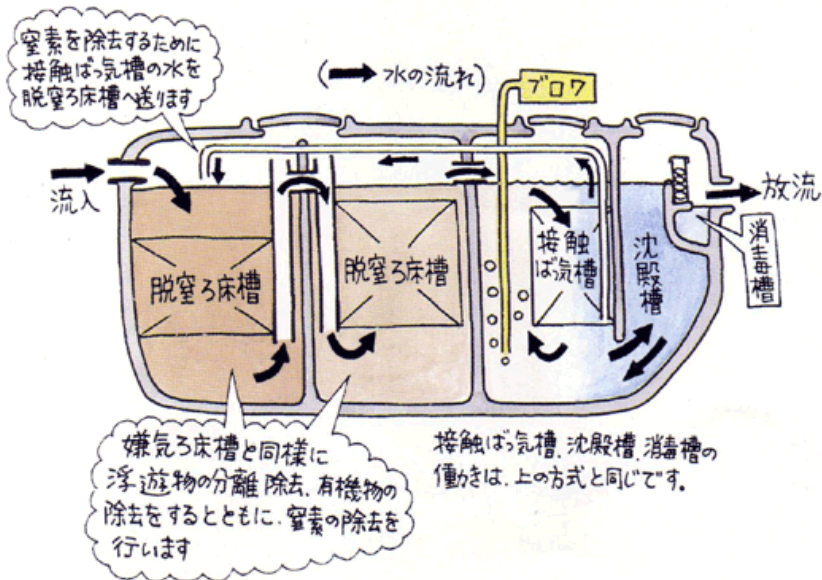 窒素を除去するために
接触ばっ気槽の水を
脱窒ろ床槽へ送ります
(➡水の流れ)
ブロワ
流入
放流
脱窒ろ床槽
脱窒ろ床槽
接触
ばっ気槽
沈殿槽
消毒槽
嫌気ろ床槽と同様に
浮遊物の分離除去、有機物の
除去をするとともに、窒素の除去を
行います
接触ばっ気槽、沈殿槽、消毒槽の
働きは、上の方式と同じです。